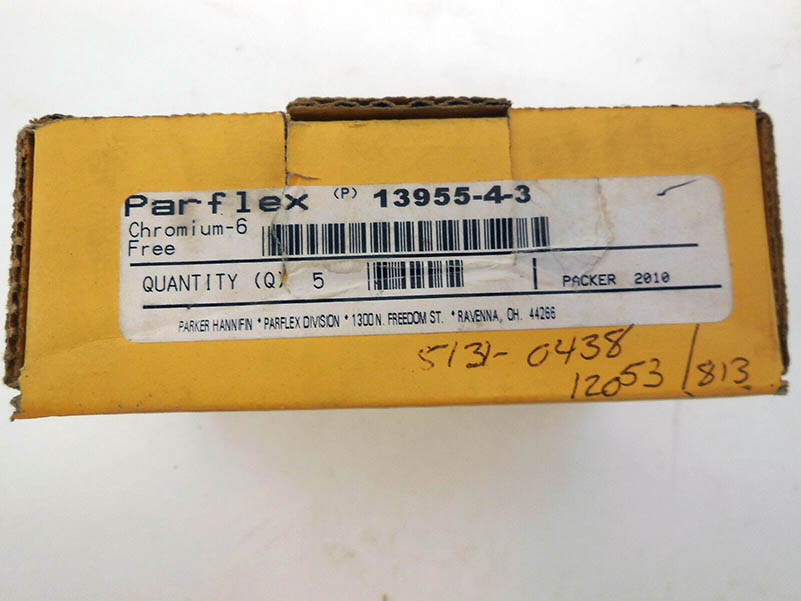 Parflex (P) 13955-4-3
Chromium-6
Free
QUANTITY (Q) 5 PACKER 2010
PARKER HANNIFIN * PARFLEX DIVISION * 1300 N. FREEDOM ST. * RAVENNA, OH. 44266
5131-0438
12053/813